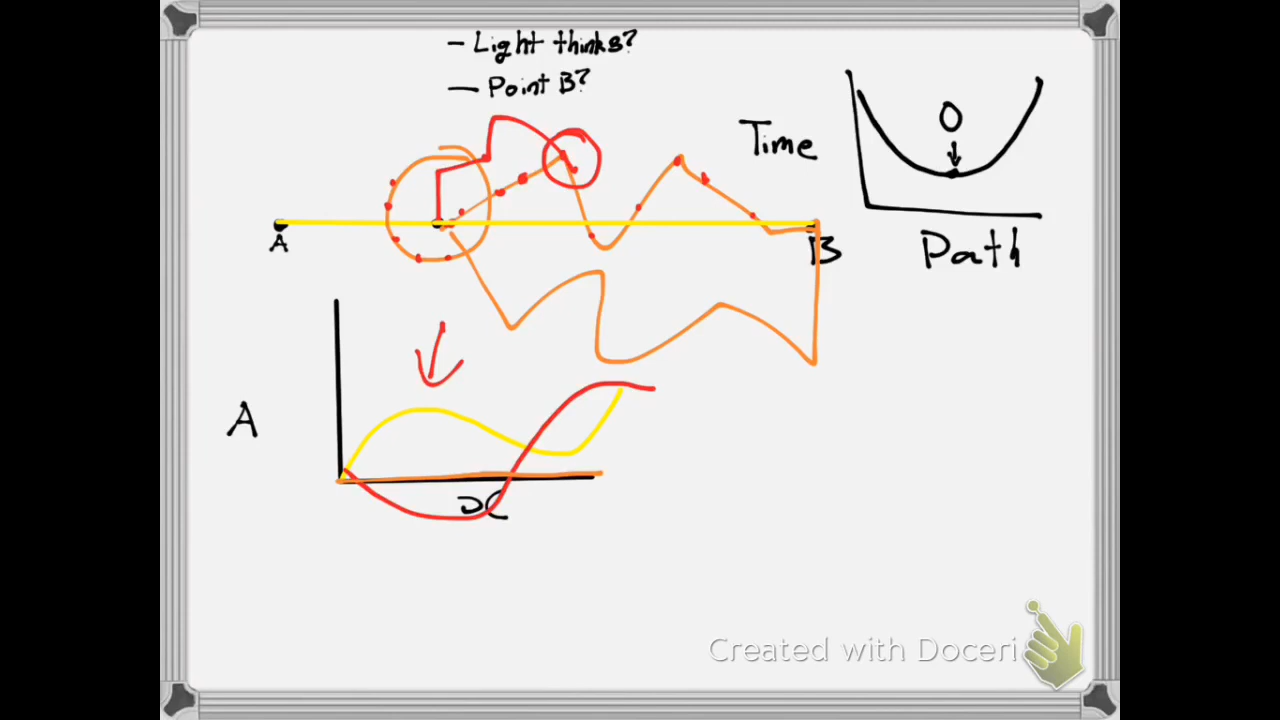 - Light thinks?
- Point B?
Time
O
A
B
Path
A
x
Created with Doceri